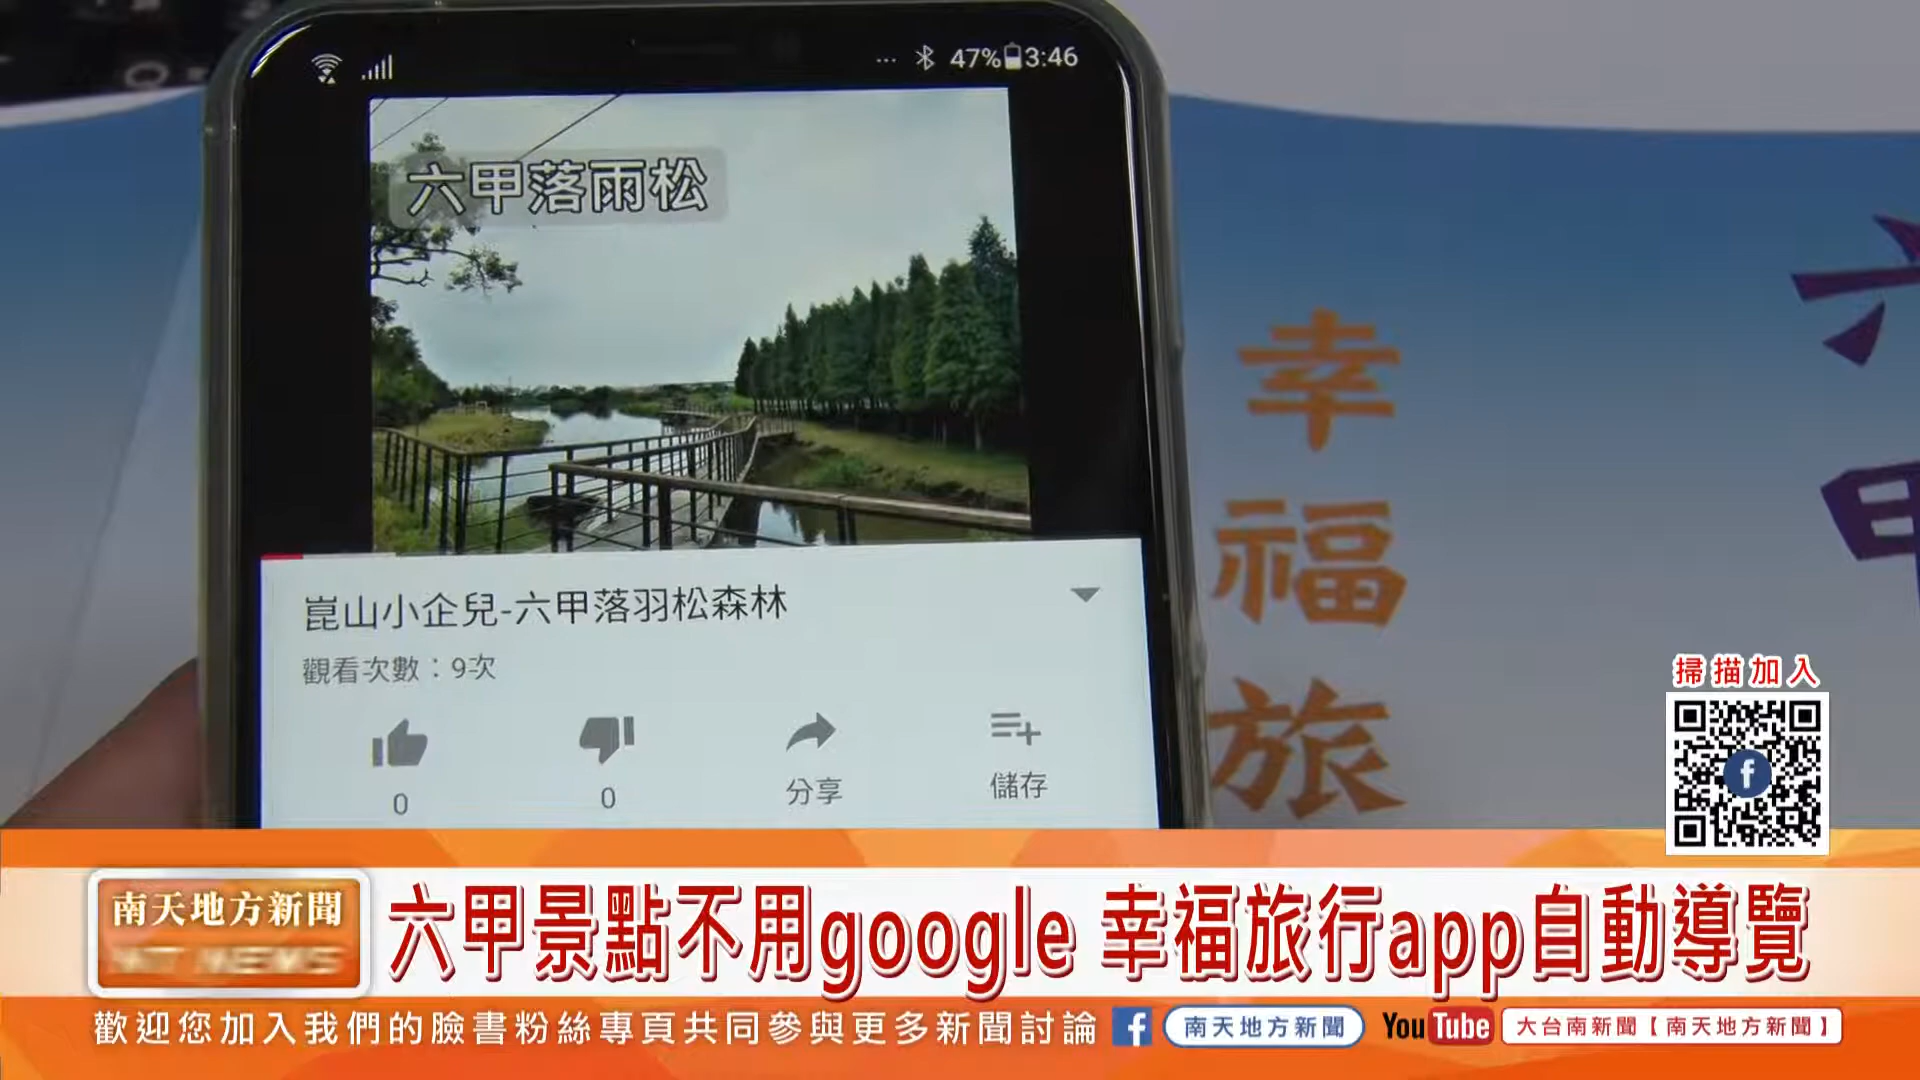 47% 3:46
六甲落雨松
崑山小企兒-六甲落羽松森林
觀看次數：9次
0
0
分享
儲存
幸福旅
六甲
掃描加入
f
南天地方新聞
NT NEWS
六甲景點不用google 幸福旅行app自動導覽
歡迎您加入我們的臉書粉絲專頁共同參與更多新聞討論 f 南天地方新聞 YouTube 大台南新聞【南天地方新聞】